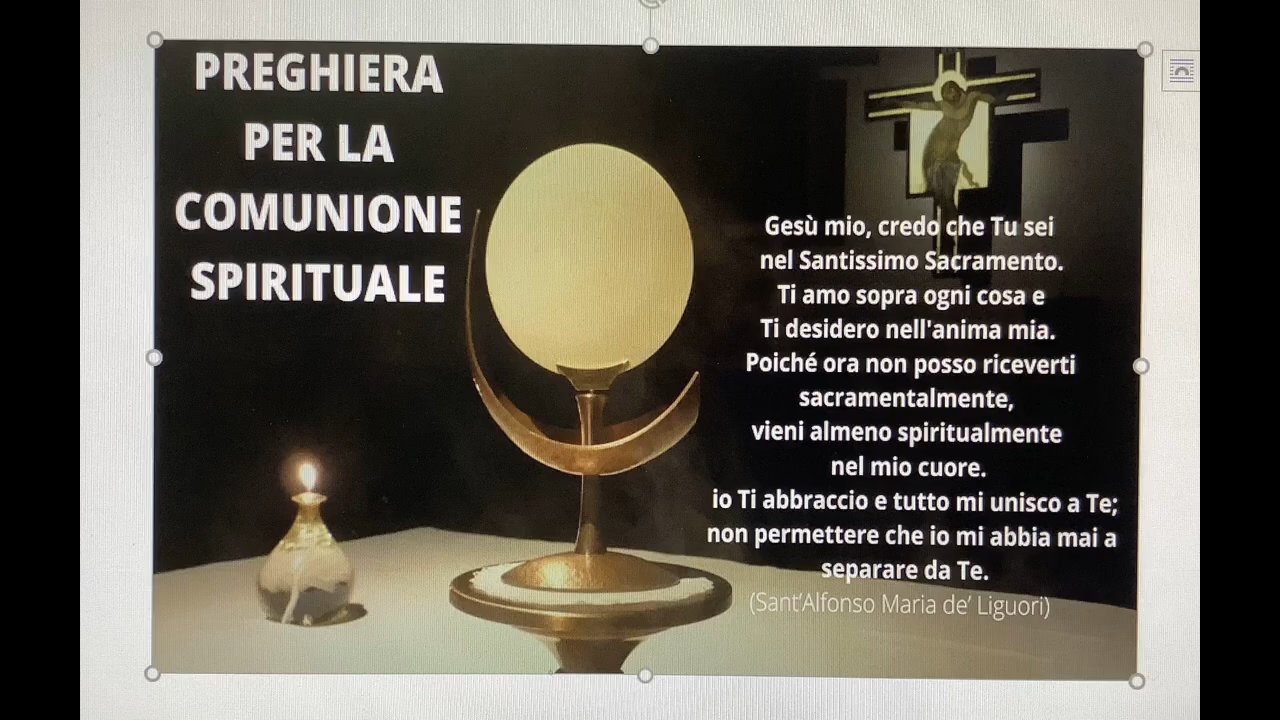 PREGHIERA
PER LA
COMUNIONE
SPIRITUALE
Gesù mio, credo che Tu sei
nel Santissimo Sacramento.
Ti amo sopra ogni cosa e
Ti desidero nell'anima mia.
Poiché ora non posso riceverti
sacramentalmente,
vieni almeno spiritualmente
nel mio cuore.
io Ti abbraccio e tutto mi unisco a Te;
non permettere che io mi abbia mai a
separare da Te.
(Sant'Alfonso Maria de' Liguori)